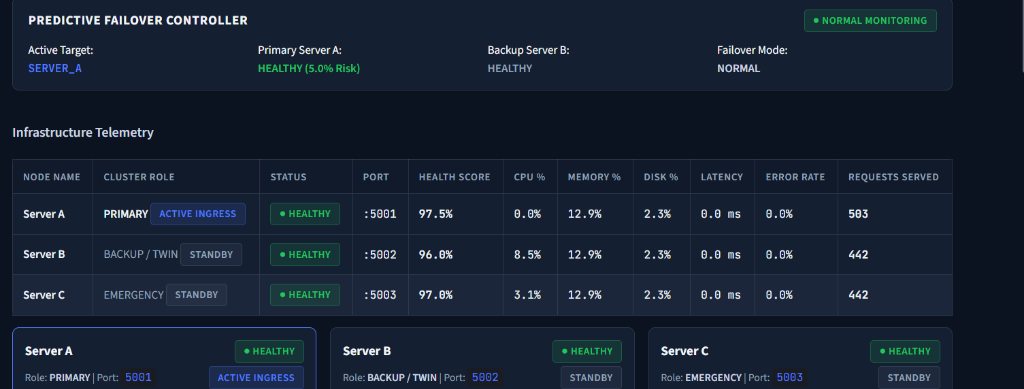 PREDICTIVE FAILOVER CONTROLLER
NORMAL MONITORING
Active Target: Primary Server A: Backup Server B: Failover Mode:
SERVER_A HEALTHY (5.0% Risk) HEALTHY NORMAL
Infrastructure Telemetry
NODE NAME CLUSTER ROLE STATUS PORT HEALTH SCORE CPU % MEMORY % DISK % LATENCY ERROR RATE REQUESTS SERVED
Server A PRIMARY ACTIVE INGRESS HEALTHY :5001 97.5% 0.0% 12.9% 2.3% 0.0 ms 0.0% 503
Server B BACKUP / TWIN STANDBY HEALTHY :5002 96.0% 8.5% 12.9% 2.3% 0.0 ms 0.0% 442
Server C EMERGENCY STANDBY HEALTHY :5003 97.0% 3.1% 12.9% 2.3% 0.0 ms 0.0% 442
Server A HEALTHY
Role: PRIMARY | Port: 5001 ACTIVE INGRESS
Server B HEALTHY
Role: BACKUP / TWIN | Port: 5002 STANDBY
Server C HEALTHY
Role: EMERGENCY | Port: 5003 STANDBY